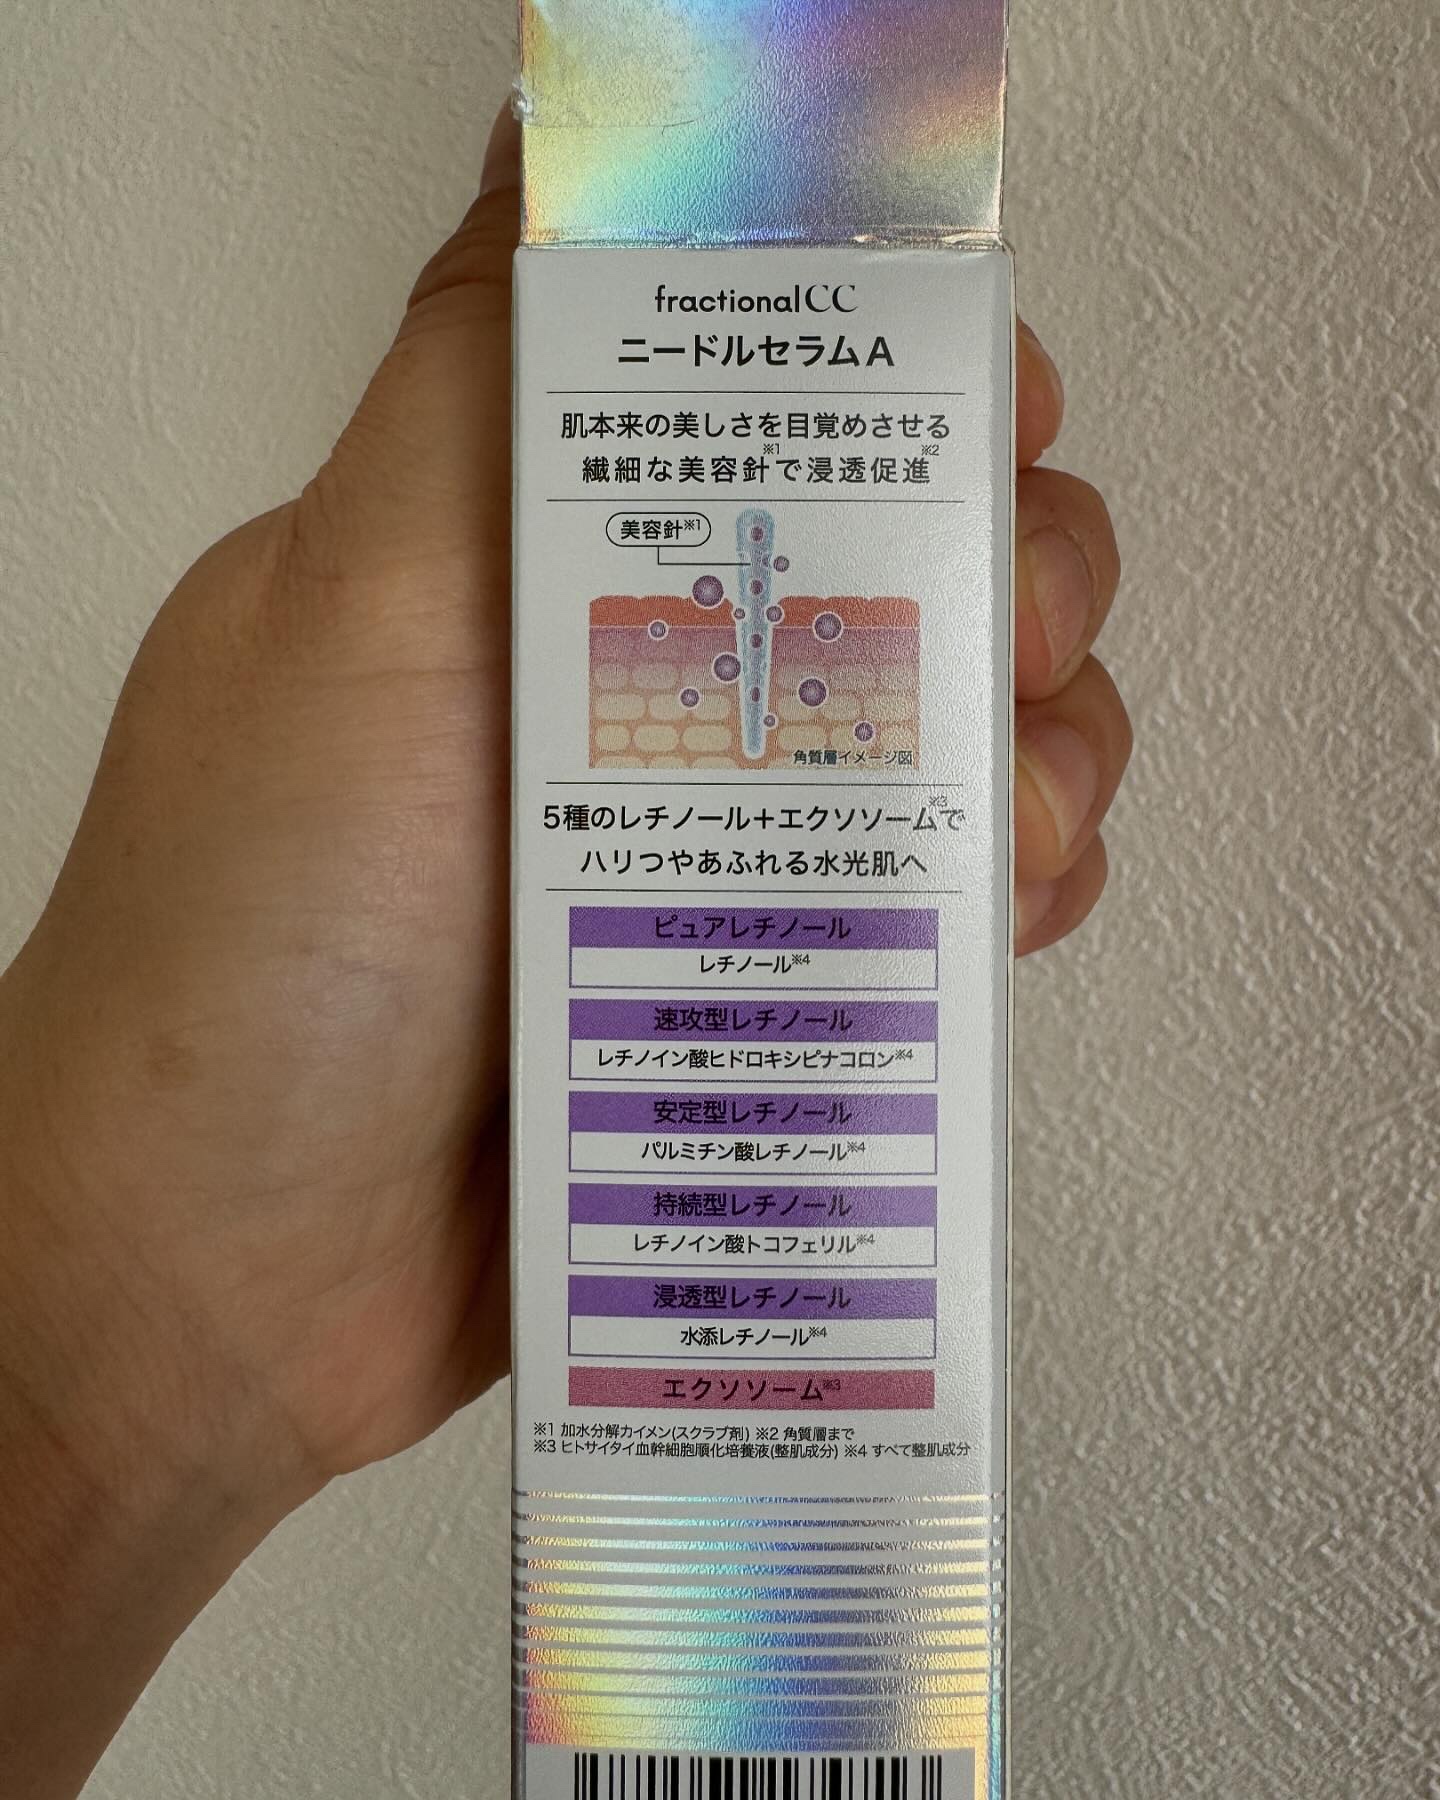 fractionalCC
ニードルセラムA
肌本来の美しさを目覚めさせる
繊細な美容針※1で浸透促進※2
美容針※1
角質層イメージ図
5種のレチノール+エクソソーム※3で
ハリつやあふれる水光肌へ
ピュアレチノール
レチノール※4
速攻型レチノール
レチノイン酸ヒドロキシピナコロン※4
安定型レチノール
パルミチン酸レチノール※4
持続型レチノール
レチノイン酸トコフェリル※4
浸透型レチノール
水添レチノール※4
エクソソーム※3
※1 加水分解カイメン(スクラブ剤) ※2 角質層まで
※3 ヒトサイタイ血幹細胞順化培養液(整肌成分) ※4 すべて整肌成分